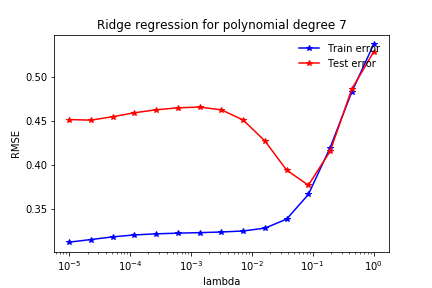 Ridge regression for polynomial degree 7
Train error
Test error
0.50
0.45
0.40
0.35
RMSE
10⁻⁵ 10⁻⁴ 10⁻³ 10⁻² 10⁻¹ 10⁰
lambda